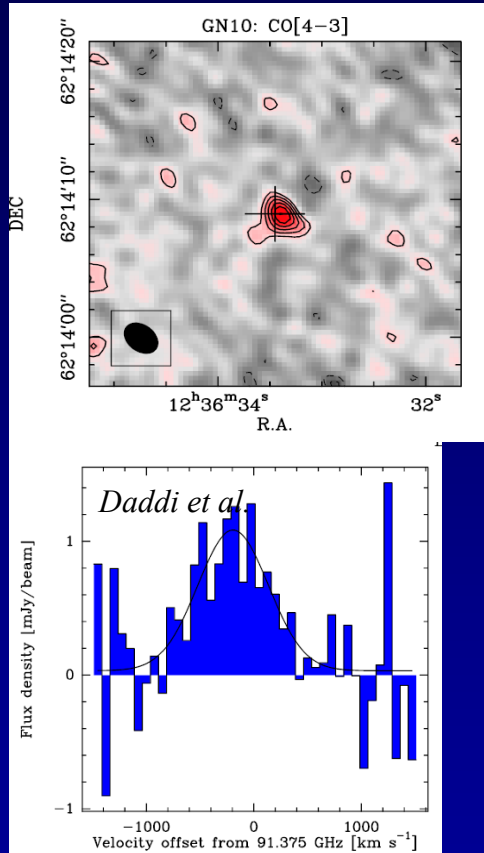 GN10: CO[4−3]
62°14'20"
62°14'10"
62°14'00"
DEC
12ʰ36ᵐ34ˢ
32ˢ
R.A.
Daddi et al.
1
0
−1
Flux density [mJy/beam]
−1000
0
1000
Velocity offset from 91.375 GHz [km s⁻¹]